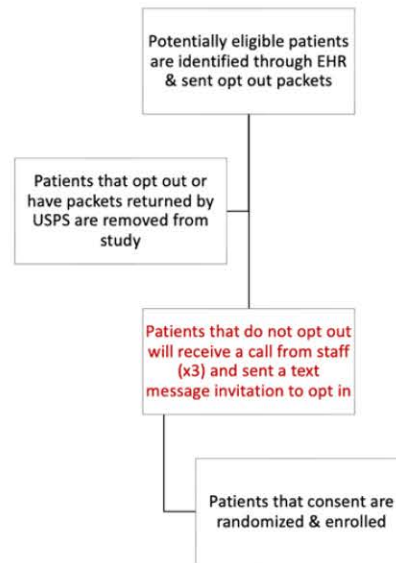 Potentially eligible patients
are identified through EHR
& sent opt out packets
Patients that opt out or
have packets returned by
USPS are removed from
study
Patients that do not opt out
will receive a call from staff
(x3) and sent a text
message invitation to opt in
Patients that consent are
randomized & enrolled